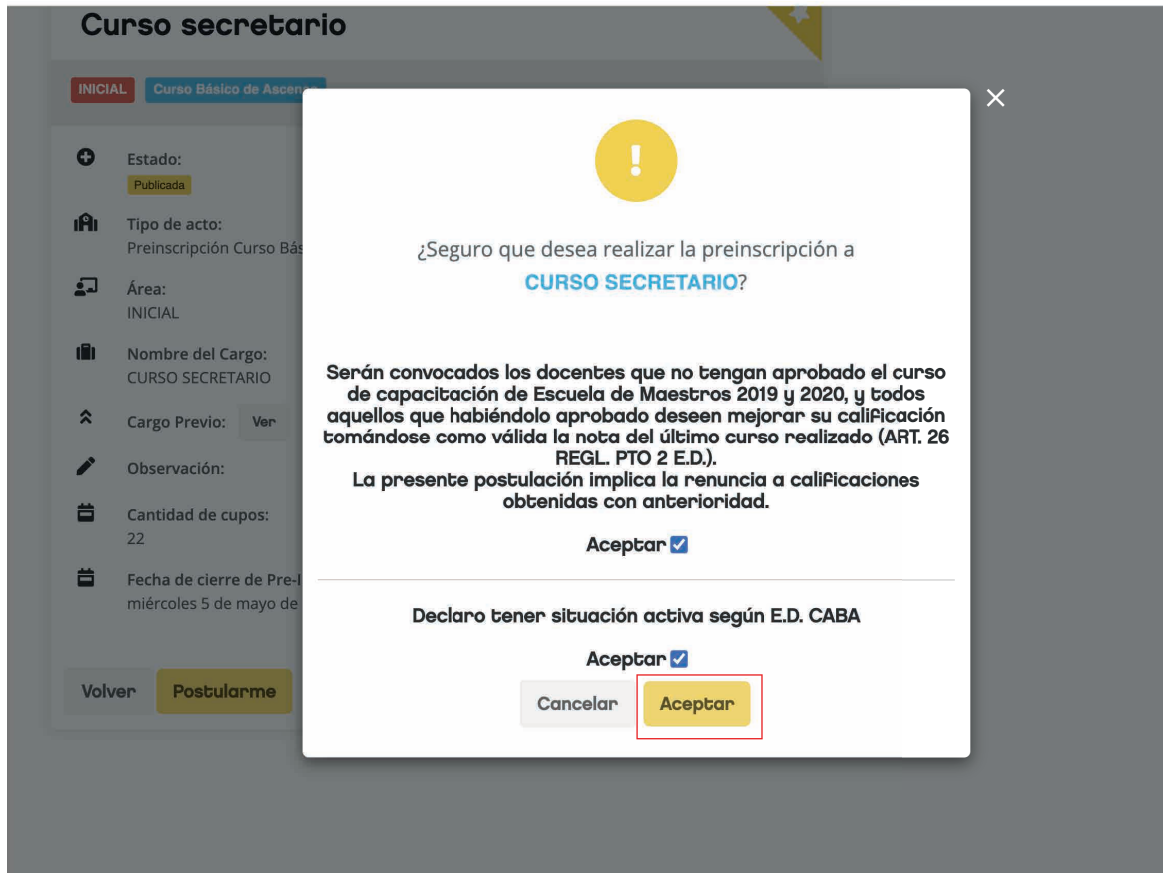 Curso secretario
INICIAL
Curso Básico de Ascenso
Estado:
Publicada
Tipo de acto:
Preinscripción Curso Bás
Área:
INICIAL
Nombre del Cargo:
CURSO SECRETARIO
Cargo Previo: Ver
Observación:
Cantidad de cupos:
22
Fecha de cierre de Pre-I
miércoles 5 de mayo de
Volver
Postularme
¿Seguro que desea realizar la preinscripción a
CURSO SECRETARIO?
Serán convocados los docentes que no tengan aprobado el curso
de capacitación de Escuela de Maestros 2019 y 2020, y todos
aquellos que habiéndolo aprobado deseen mejorar su calificación
tomándose como válida la nota del último curso realizado (ART. 26
REGL. PTO 2 E.D.).
La presente postulación implica la renuncia a calificaciones
obtenidas con anterioridad.
Aceptar
Declaro tener situación activa según E.D. CABA
Aceptar
Cancelar
Aceptar